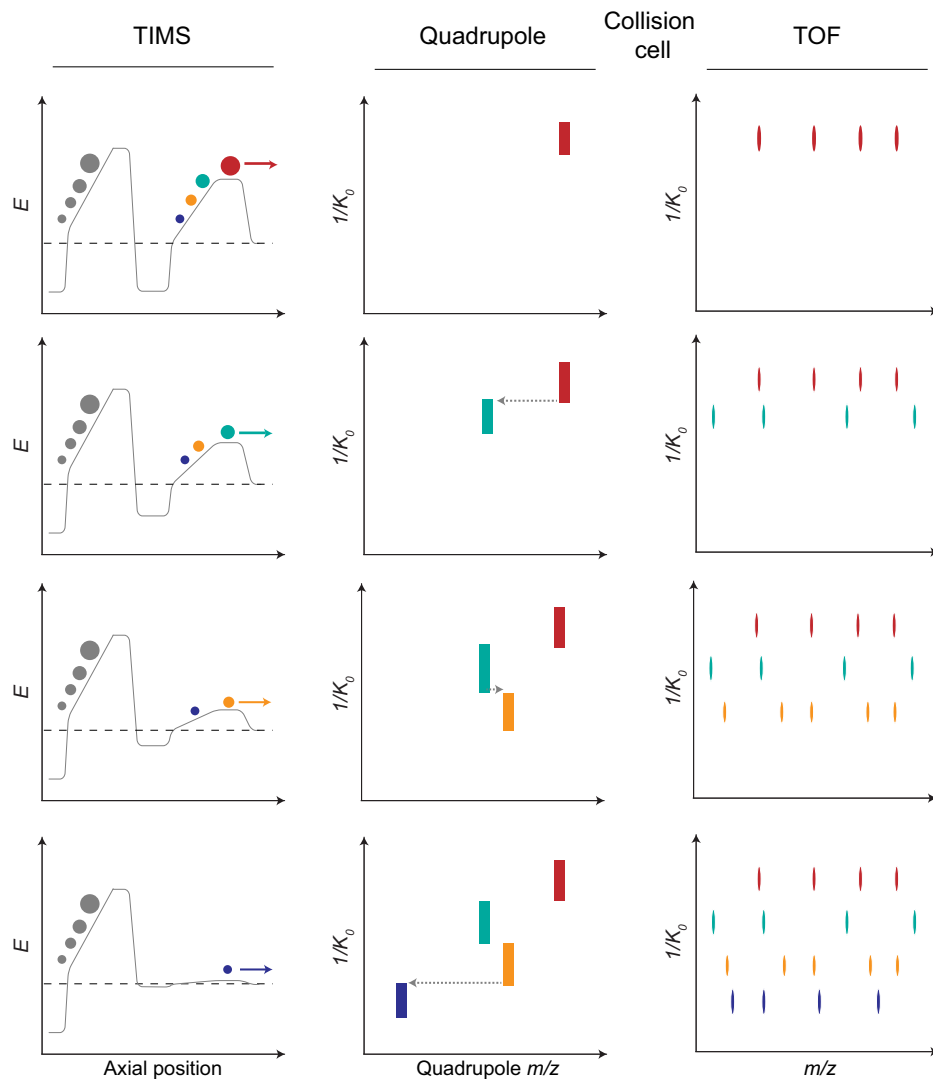 TIMS
Quadrupole
Collision
cell
TOF
E
1/K0
1/K0
E
1/K0
1/K0
E
1/K0
1/K0
E
1/K0
1/K0
Axial position
Quadrupole m/z
m/z